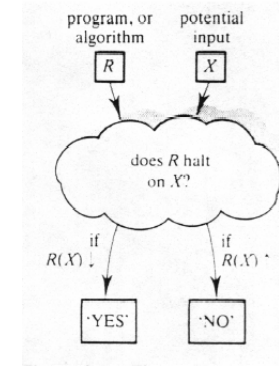 program, or
algorithm
potential
input
R
X
does R halt
on X?
if
R(X) ↓
if
R(X) ↑
'YES'
'NO'